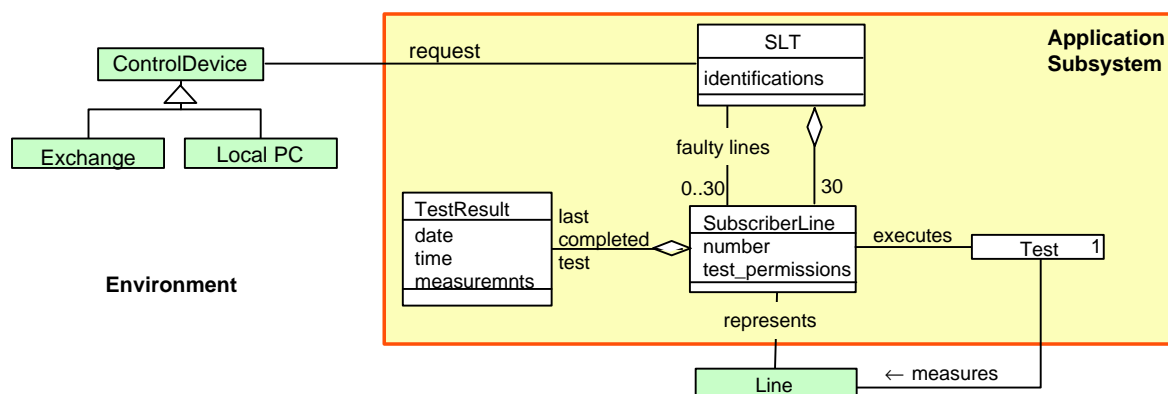 Application
Subsystem
SLT
identifications
request
ControlDevice
Exchange
Local PC
faulty lines
0..30
30
TestResult
date
time
measuremnts
last
completed
test
SubscriberLine
number
test_permissions
executes
Test
1
Environment
represents
Line
← measures